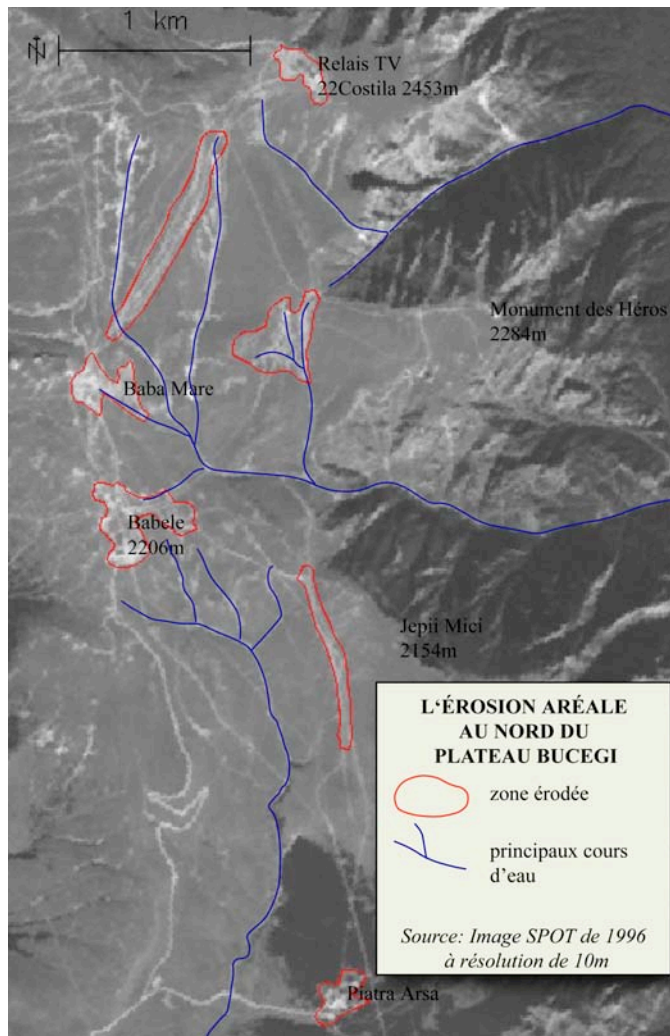 1 km
N
Relais TV
22Costila 2453m
Monument des Héros
2284m
Baba Mare
Babele
2206m
Jepii Mici
2154m
L'ÉROSION ARÉALE
AU NORD DU
PLATEAU BUCEGI
zone érodée
principaux cours
d'eau
Source: Image SPOT de 1996
à résolution de 10m
Piatra Arsa